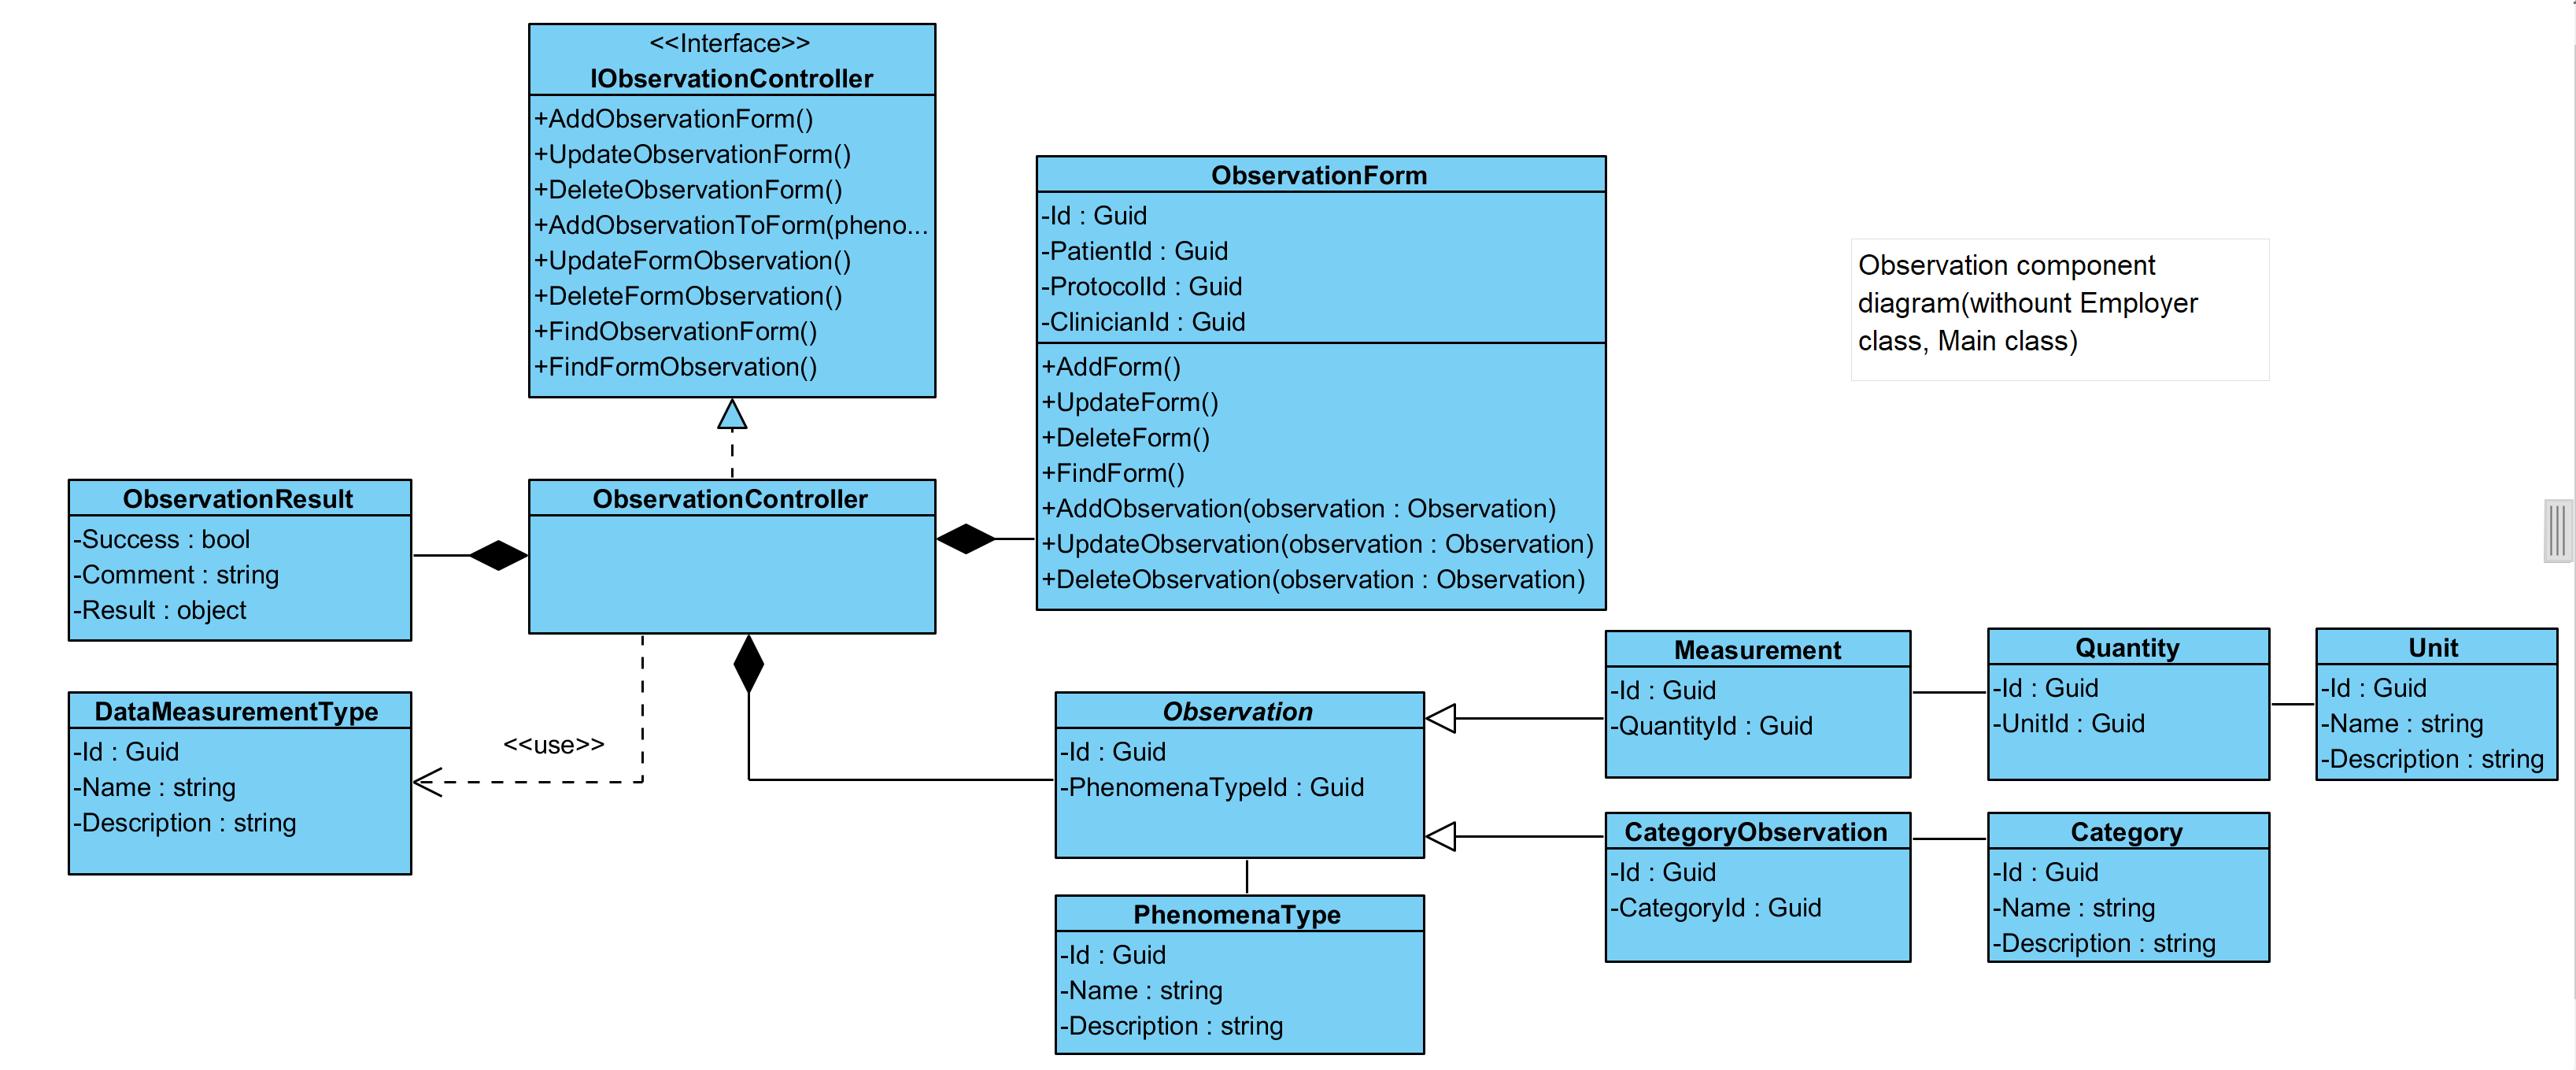 <<Interface>>
IObservationController
+AddObservationForm()
+UpdateObservationForm()
+DeleteObservationForm()
+AddObservationToForm(pheno...
+UpdateFormObservation()
+DeleteFormObservation()
+FindObservationForm()
+FindFormObservation()
ObservationForm
-Id : Guid
-PatientId : Guid
-ProtocolId : Guid
-ClinicianId : Guid
+AddForm()
+UpdateForm()
+DeleteForm()
+FindForm()
+AddObservation(observation : Observation)
+UpdateObservation(observation : Observation)
+DeleteObservation(observation : Observation)
Observation component
diagram(withount Employer
class, Main class)
ObservationResult
-Success : bool
-Comment : string
-Result : object
ObservationController
DataMeasurementType
-Id : Guid
-Name : string
-Description : string
<<use>>
Observation
-Id : Guid
-PhenomenaTypeId : Guid
Measurement
-Id : Guid
-QuantityId : Guid
Quantity
-Id : Guid
-UnitId : Guid
Unit
-Id : Guid
-Name : string
-Description : string
CategoryObservation
-Id : Guid
-CategoryId : Guid
Category
-Id : Guid
-Name : string
-Description : string
PhenomenaType
-Id : Guid
-Name : string
-Description : string